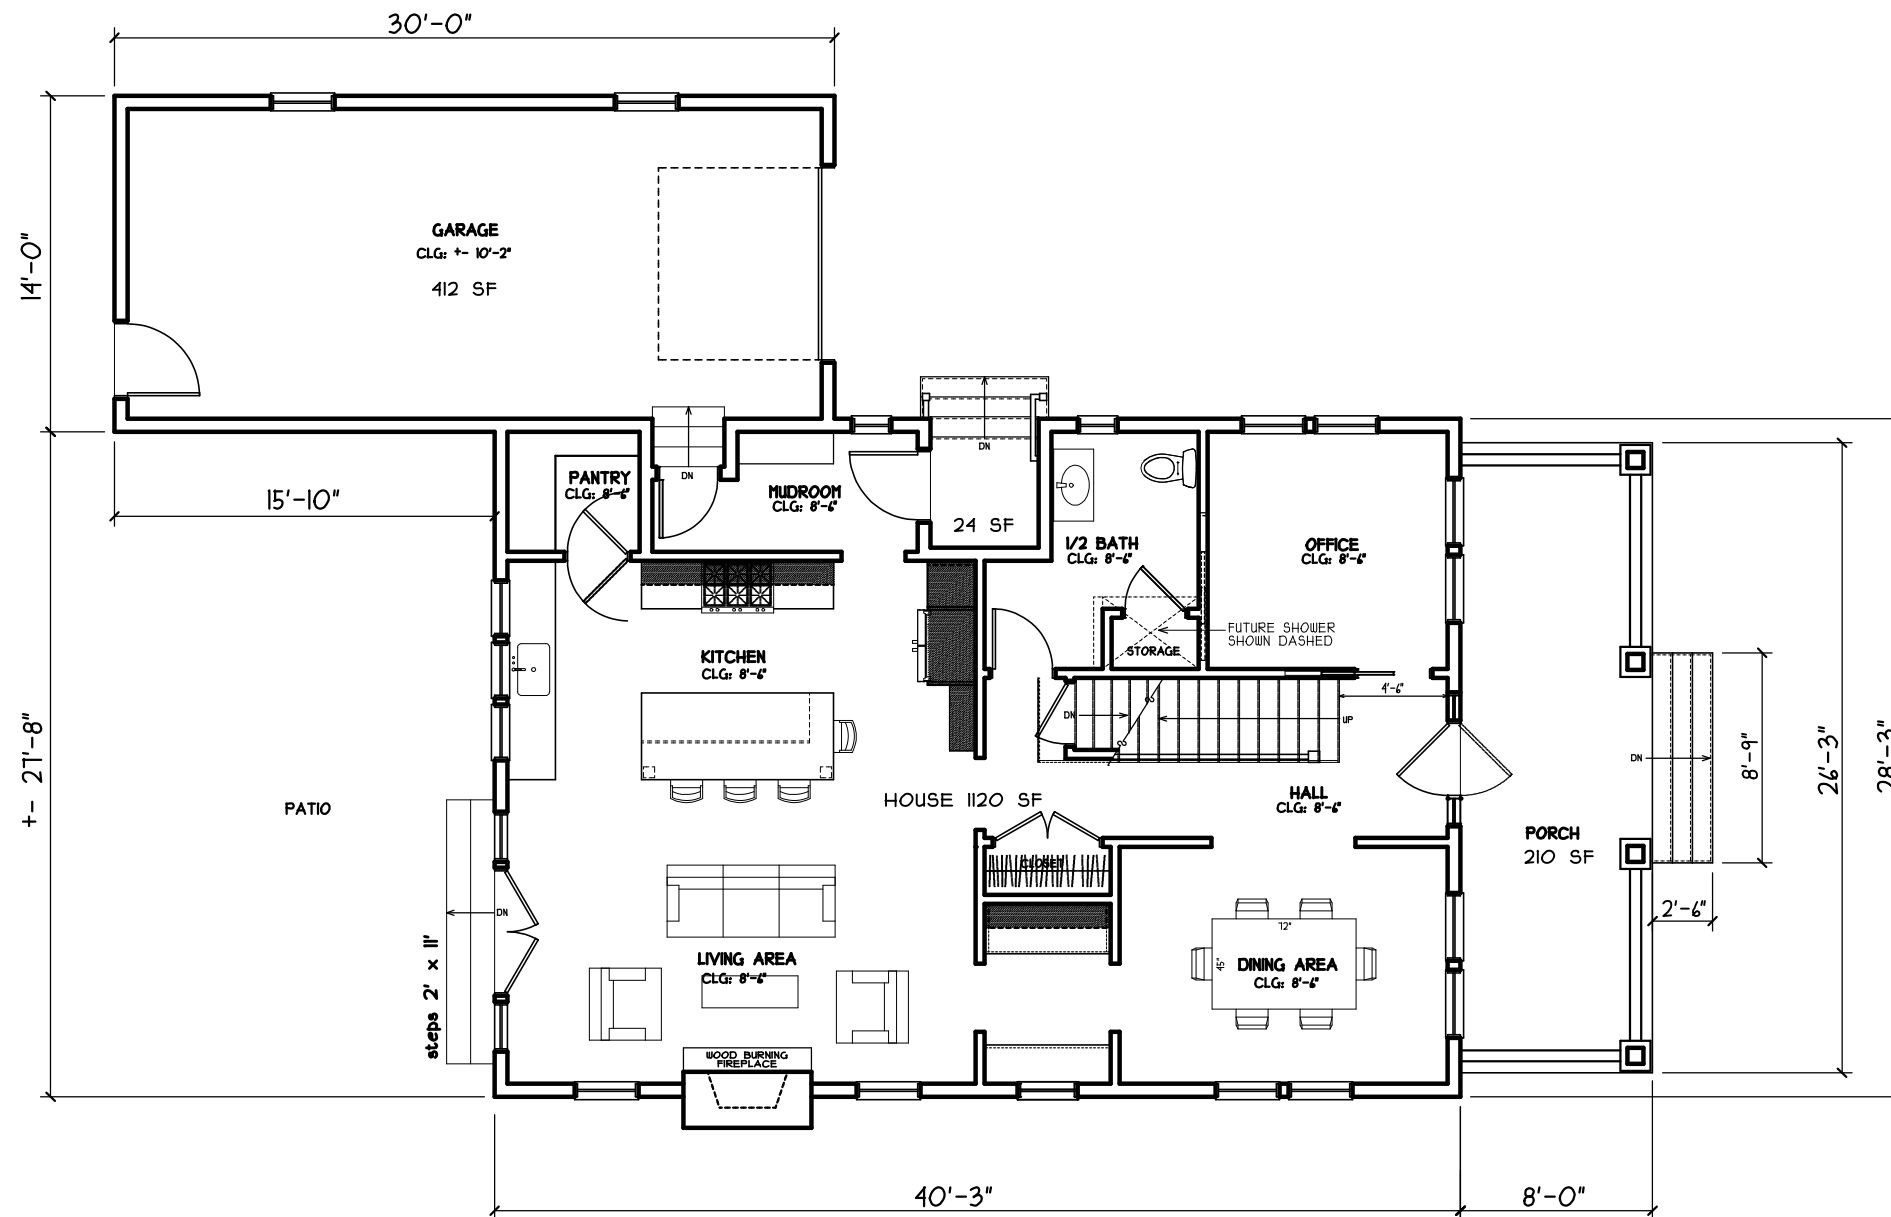 30'-0"
14'-0"
GARAGE
CLG: +- 10'-2"
412 SF
15'-10"
PANTRY
CLG: 8'-6"
DN
MUDROOM
CLG: 8'-6"
DN
24 SF
1/2 BATH
CLG: 8'-6"
OFFICE
CLG: 8'-6"
FUTURE SHOWER
SHOWN DASHED
STORAGE
KITCHEN
CLG: 8'-6"
4'-6"
DN
UP
+- 27'-8"
PATIO
HOUSE 1120 SF
HALL
CLG: 8'-6"
DN
8'-9"
26'-3"
28'-3"
PORCH
210 SF
CLOSET
2'-6"
DN
steps 2' x 11'
LIVING AREA
CLG: 8'-6"
72"
45"
DINING AREA
CLG: 8'-6"
WOOD BURNING
FIREPLACE
40'-3"
8'-0"